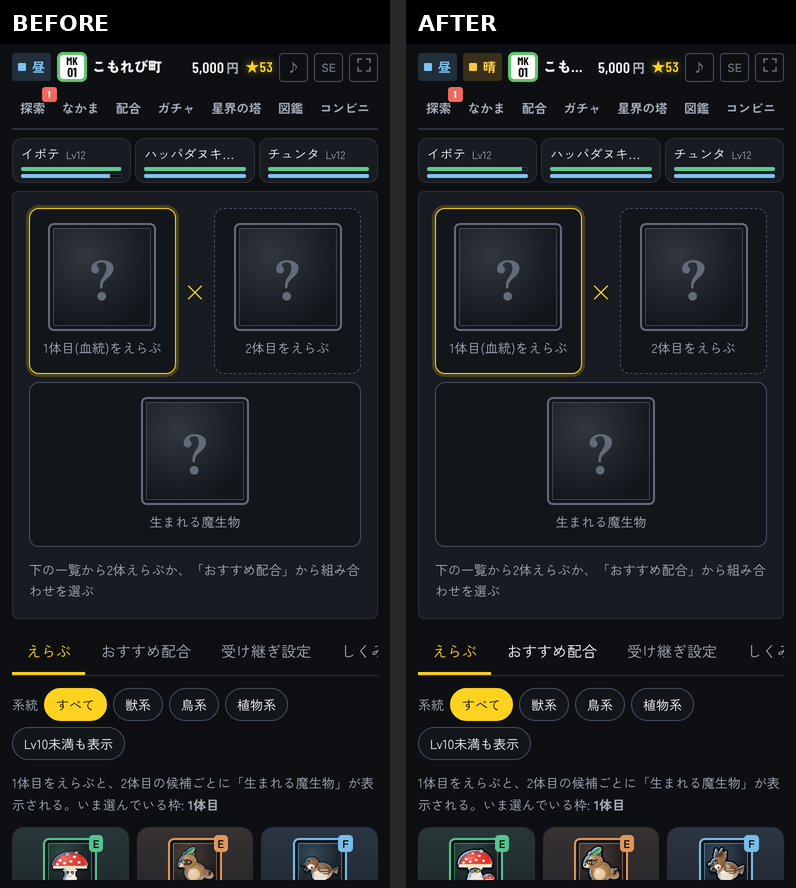 BEFORE
昼
MK
01
こもれび町
5,000円
★53
♪
SE
1
探索 なかま 配合 ガチャ 星界の塔 図鑑 コンビニ
イボテ Lv12
ハッパダヌキ…
チュンタ Lv12
?
1体目(血統)をえらぶ
×
?
2体目をえらぶ
?
生まれる魔生物
下の一覧から2体えらぶか、「おすすめ配合」から組み合
わせを選ぶ
えらぶ おすすめ配合 受け継ぎ設定 しくみ
系統 すべて 獣系 鳥系 植物系
Lv10未満も表示
1体目をえらぶと、2体目の候補ごとに「生まれる魔生物」が表
示される。いま選んでいる枠: 1体目
E
E
F
AFTER
昼
晴
MK
01
こも…
5,000円
★53
♪
SE
1
探索 なかま 配合 ガチャ 星界の塔 図鑑 コンビニ
イボテ Lv12
ハッパダヌキ…
チュンタ Lv12
?
1体目(血統)をえらぶ
×
?
2体目をえらぶ
?
生まれる魔生物
下の一覧から2体えらぶか、「おすすめ配合」から組み合
わせを選ぶ
えらぶ おすすめ配合 受け継ぎ設定 しくみ
系統 すべて 獣系 鳥系 植物系
Lv10未満も表示
1体目をえらぶと、2体目の候補ごとに「生まれる魔生物」が表
示される。いま選んでいる枠: 1体目
E
E
F